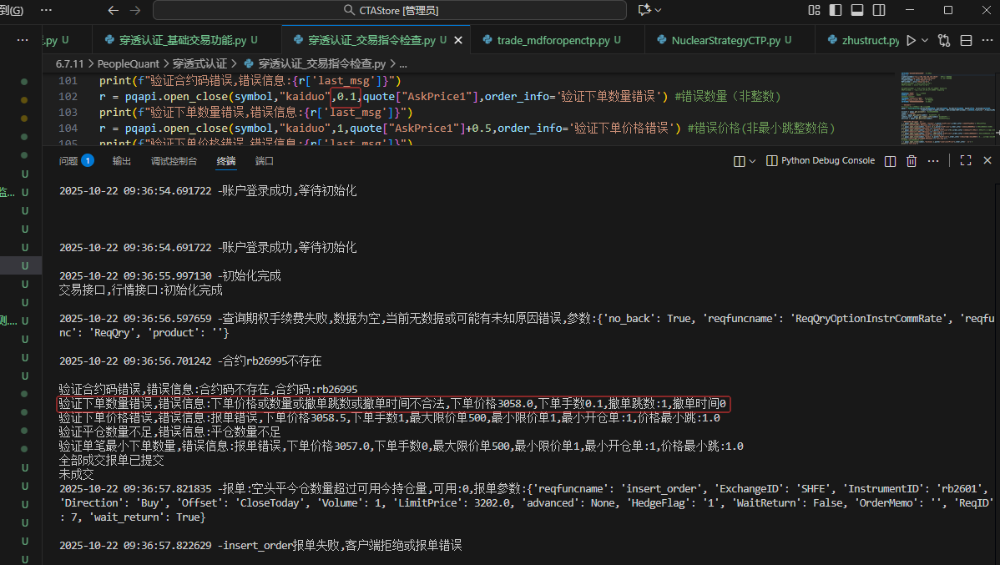 到(G)
CTAStore [管理员]
.py U
穿透认证_基础交易功能.py U
穿透认证_交易指令检查.py U
trade_mdforopenctp.py U
NuclearStrategyCTP.py U
zhustruct.py
6.7.11 > PeopleQuant > 穿透式认证 > 穿透认证_交易指令检查.py > ...
101 print(f"验证合约码错误,错误信息:{r['last_msg']}")
102 r = pqapi.open_close(symbol,"kaiduo",0.1,quote["AskPrice1"],order_info='验证下单数量错误') #错误数量（非整数)
103 print(f"验证下单数量错误,错误信息:{r['last_msg']}")
104 r = pqapi.open_close(symbol,"kaiduo",1,quote["AskPrice1"]+0.5,order_info='验证下单价格错误') #错误价格(非最小跳整数倍)
105 print(f"验证下单价格错误,错误信息:{r['last_msg']}")
问题 1 输出 调试控制台 终端 端口
Python Debug Console
2025-10-22 09:36:54.691722 -账户登录成功,等待初始化
2025-10-22 09:36:54.691722 -账户登录成功,等待初始化
2025-10-22 09:36:55.997130 -初始化完成
交易接口,行情接口:初始化完成
2025-10-22 09:36:56.597659 -查询期权手续费失败,数据为空,当前无数据或可能有未知原因错误,参数:{'no_back': True, 'reqfuncname': 'ReqQryOptionInstrCommRate', 'reqfu
nc': 'ReqQry', 'product': ''}
2025-10-22 09:36:56.701242 -合约rb26995不存在
验证合约码错误,错误信息:合约码不存在,合约码:rb26995
验证下单数量错误,错误信息:下单价格或数量或撤单跳数或撤单时间不合法,下单价格3058.0,下单手数0.1,撤单跳数:1,撤单时间0
验证下单价格错误,错误信息:报单错误,下单价格3058.5,下单手数1,最大限价单500,最小限价单1,最小开仓单:1,价格最小跳:1.0
验证平仓数量不足,错误信息:平仓数量不足
验证单笔最小下单数量,错误信息:报单错误,下单价格3057.0,下单手数0,最大限价单500,最小限价单1,最小开仓单:1,价格最小跳:1.0
全部成交报单已提交
未成交
2025-10-22 09:36:57.821835 -报单:空头平今仓数量超过可用今持仓量,可用:0,报单参数:{'reqfuncname': 'insert_order', 'ExchangeID': 'SHFE', 'InstrumentID': 'rb2601',
'Direction': 'Buy', 'Offset': 'CloseToday', 'Volume': 1, 'LimitPrice': 3202.0, 'advanced': None, 'HedgeFlag': '1', 'WaitReturn': False, 'OrderMemo': '', 'ReqID'
: 7, 'wait_return': True}
2025-10-22 09:36:57.822629 -insert_order报单失败,客户端拒绝或报单错误